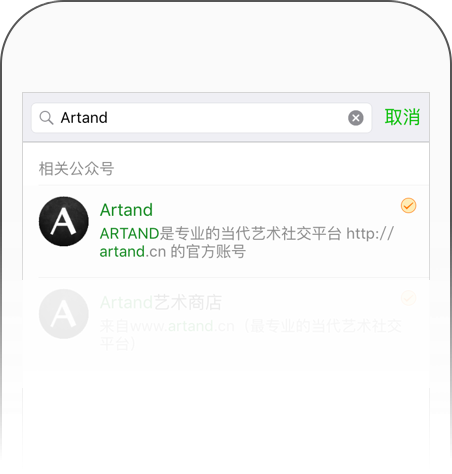 Artand
取消
相关公众号
Artand
ARTAND是专业的当代艺术社交平台 http://
artand.cn 的官方账号
Artand艺术商店
来自www.artand.cn（最专业的当代艺术社交
平台）